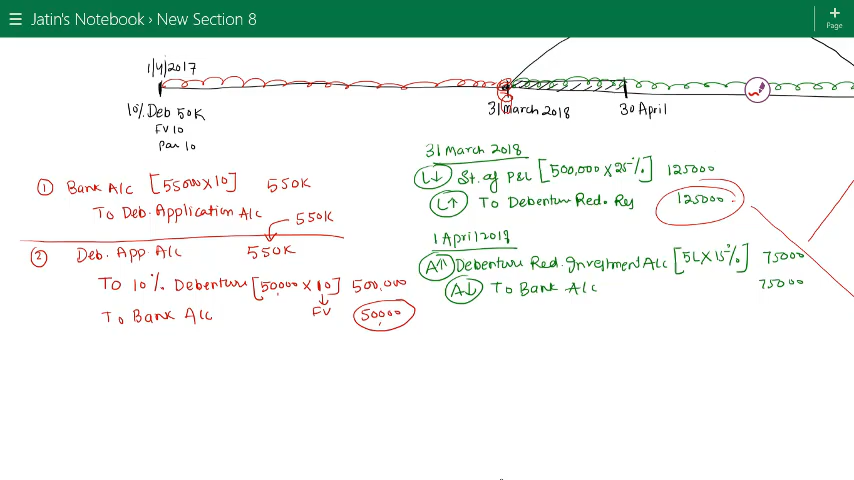 Jatin's Notebook › New Section 8
Page
1/4/2017
10% Deb 50K
FV 10
Par 10
31 march 2018
30 April
① Bank A/c [55000 X 10] 550K
To Deb. Application A/c 550K
② Deb. App. A/c 550K
To 10% Debenture [50000 X 10] 500,000
FV
To Bank A/c 50000
31 March 2018
L↓ St. of P&L [500,000 X 25%] 125000
L↑ To Debenture Red. Res 125000
1 April 2018
A↑ Debenture Red. Investment A/c [5L X 15%] 75000
A↓ To Bank A/c 75000